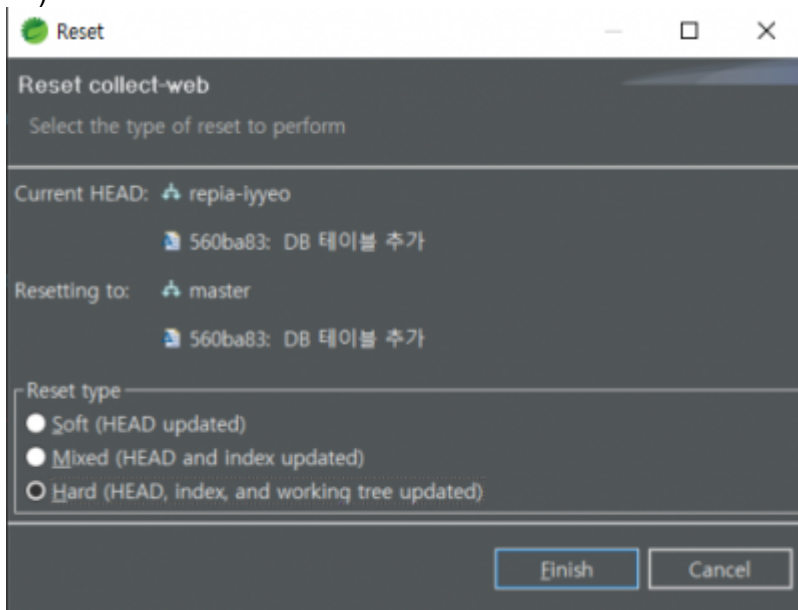 Reset
Reset collect-web
Select the type of reset to perform
Current HEAD: repia-iyyeo
560ba83: DB 테이블 추가
Resetting to: master
560ba83: DB 테이블 추가
Reset type
Soft (HEAD updated)
Mixed (HEAD and index updated)
Hard (HEAD, index, and working tree updated)
Finish Cancel